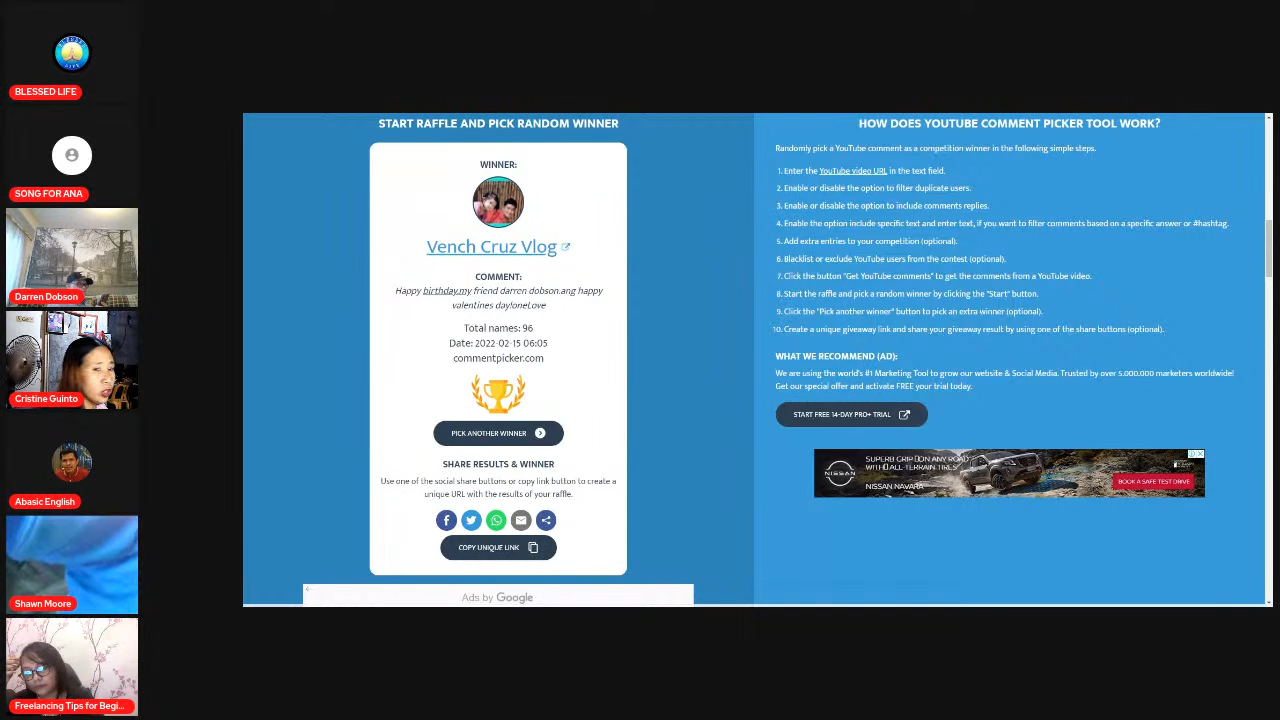 BLESSED LIFE
SONG FOR ANA
Darren Dobson
Cristine Guinto
Abasic English
Shawn Moore
Freelancing Tips for Begi...
START RAFFLE AND PICK RANDOM WINNER
WINNER:
Vench Cruz Vlog
COMMENT:
Happy birthday.my friend darren dobson.ang happy
valentines day1oneLove
Total names: 96
Date: 2022-02-15 06:05
commentpicker.com
PICK ANOTHER WINNER
SHARE RESULTS & WINNER
Use one of the social share buttons or copy link button to create a
unique URL with the results of your raffle.
COPY UNIQUE LINK
Ads by Google
HOW DOES YOUTUBE COMMENT PICKER TOOL WORK?
Randomly pick a YouTube comment as a competition winner in the following simple steps.
1. Enter the YouTube video URL in the text field.
2. Enable or disable the option to filter duplicate users.
3. Enable or disable the option to include comments replies.
4. Enable the option include specific text and enter text, if you want to filter comments based on a specific answer or #hashtag.
5. Add extra entries to your competition (optional).
6. Blacklist or exclude YouTube users from the contest (optional).
7. Click the button "Get YouTube comments" to get the comments from a YouTube video.
8. Start the raffle and pick a random winner by clicking the "Start" button.
9. Click the "Pick another winner" button to pick an extra winner (optional).
10. Create a unique giveaway link and share your giveaway result by using one of the share buttons (optional).
WHAT WE RECOMMEND (AD):
We are using the world's #1 Marketing Tool to grow our website & Social Media. Trusted by over 5.000.000 marketers worldwide!
Get our special offer and activate FREE your trial today.
START FREE 14-DAY PRO+ TRIAL
NISSAN
SUPERB GRIP ON ANY ROAD
WITH ALL-TERRAIN TIRES
NISSAN NAVARA
BOOK A SAFE TEST DRIVE